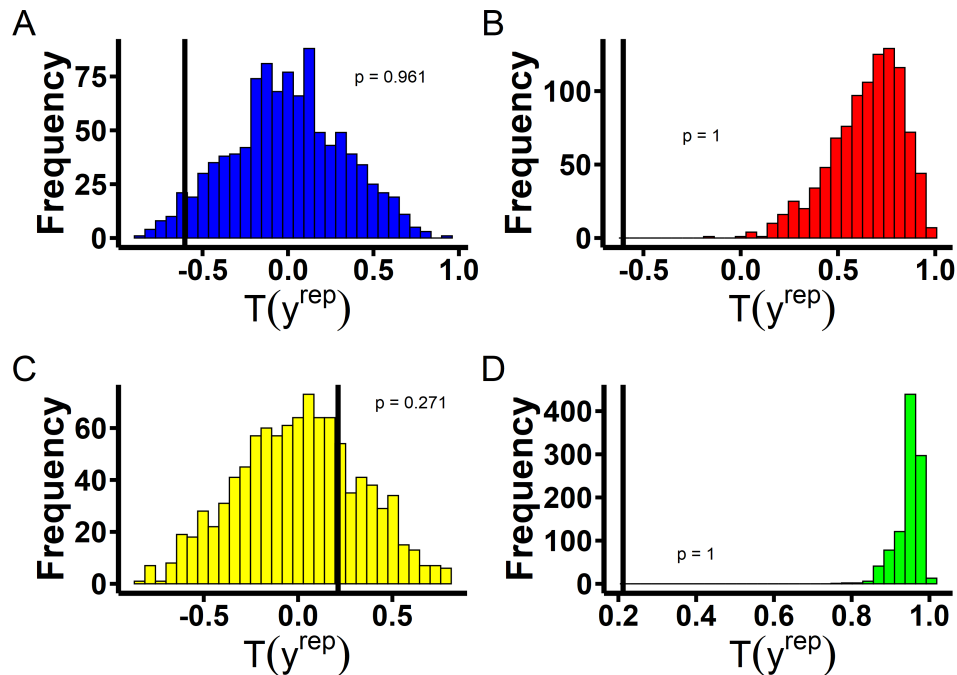 A
Frequency
75
50
25
0
p = 0.961
-0.5 0.0 0.5 1.0
T(y^rep)
B
Frequency
100
50
0
p = 1
-0.5 0.0 0.5 1.0
T(y^rep)
C
Frequency
60
40
20
0
p = 0.271
-0.5 0.0 0.5
T(y^rep)
D
Frequency
400
300
200
100
0
p = 1
0.2 0.4 0.6 0.8 1.0
T(y^rep)